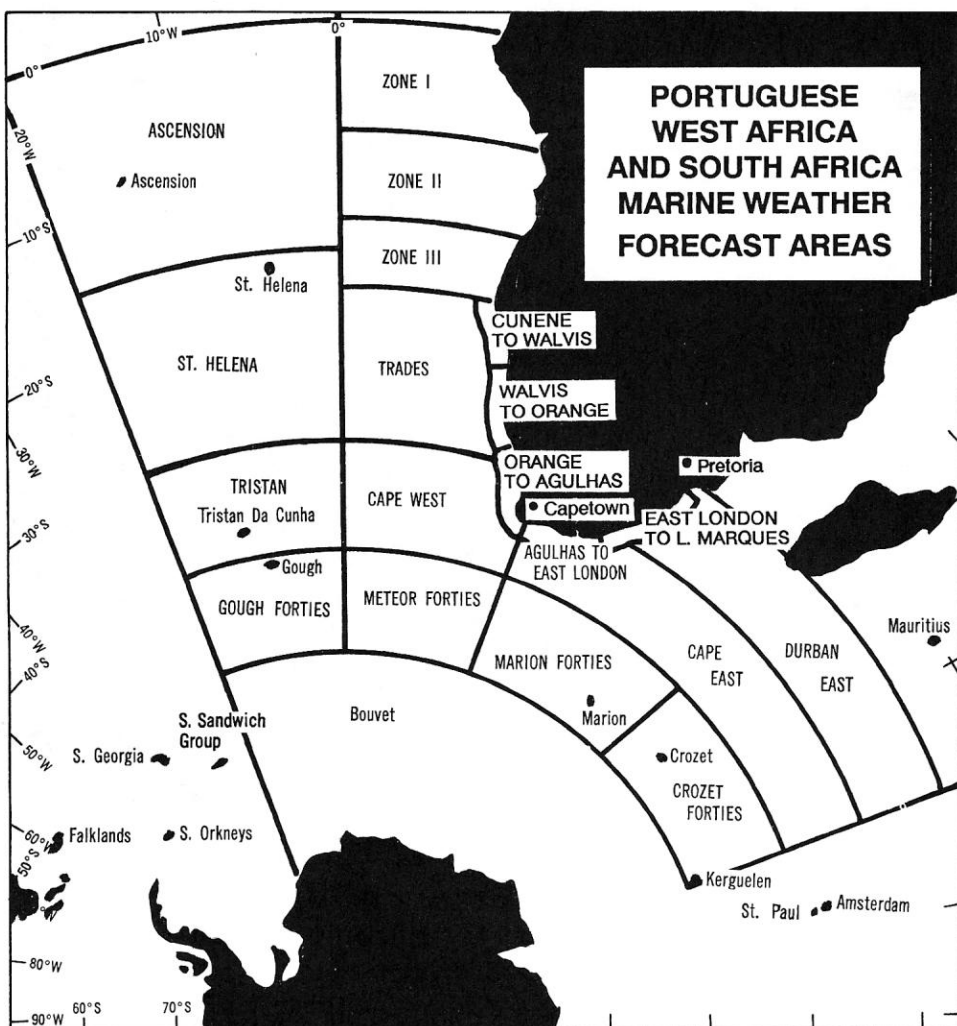 PORTUGUESE
WEST AFRICA
AND SOUTH AFRICA
MARINE WEATHER
FORECAST AREAS
10°W
0°
0°
20°W
ZONE I
ASCENSION
Ascension
ZONE II
10°S
ZONE III
St. Helena
CUNENE
TO WALVIS
ST. HELENA
TRADES
20°S
WALVIS
TO ORANGE
30°W
ORANGE
TO AGULHAS
Pretoria
TRISTAN
CAPE WEST
Tristan Da Cunha
Capetown
EAST LONDON
TO L. MARQUES
30°S
AGULHAS TO
EAST LONDON
Gough
GOUGH FORTIES
METEOR FORTIES
40°W
Mauritius
40°S
MARION FORTIES
CAPE
EAST
DURBAN
EAST
Marion
Bouvet
S. Sandwich
Group
50°W
S. Georgia
Crozet
CROZET
FORTIES
60°W
Falklands
S. Orkneys
50°S
Kerguelen
St. Paul
Amsterdam
°W
80°W
90°W
60°S
70°S